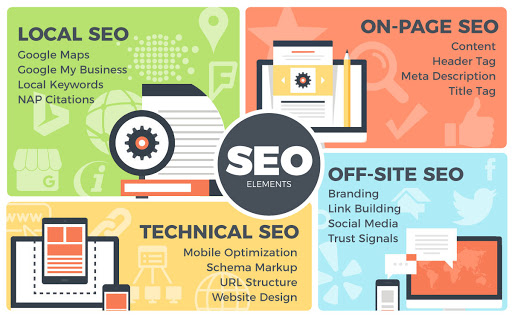 LOCAL SEO
Google Maps
Google My Business
Local Keywords
NAP Citations
ON-PAGE SEO
Content
Header Tag
Meta Description
Title Tag
SEO
ELEMENTS
TECHNICAL SEO
Mobile Optimization
Schema Markup
URL Structure
Website Design
OFF-SITE SEO
Branding
Link Building
Social Media
Trust Signals
WWW